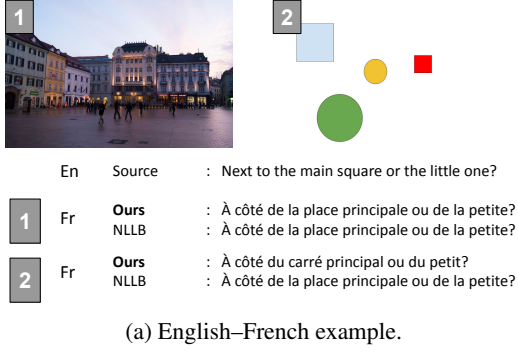 1
2
En Source : Next to the main square or the little one?
1 Fr Ours : À côté de la place principale ou de la petite?
NLLB : À côté de la place principale ou de la petite?
2 Fr Ours : À côté du carré principal ou du petit?
NLLB : À côté de la place principale ou de la petite?
(a) English–French example.